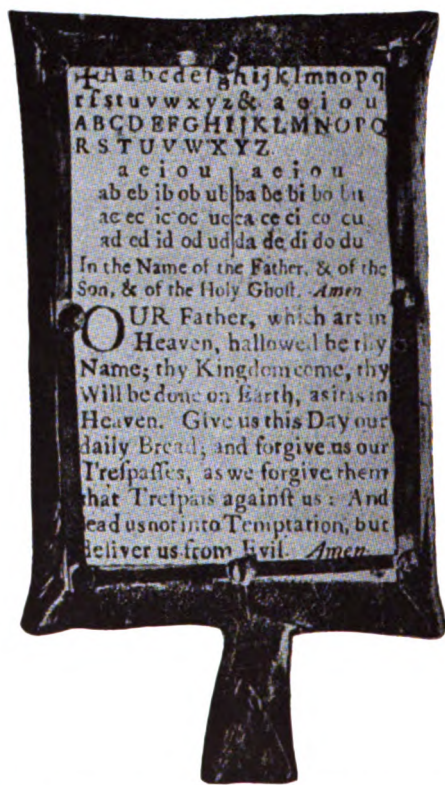 ✠Aabcdefghijklmnopq
rſstuvwxyz& aeiou
ABCDEFGHIJKLMNOPQ
RSTUVWXYZ
a e i o u | a e i o u
ab eb ib ob ub | ba be bi bo bu
ac ec ic oc uc | ca ce ci co cu
ad ed id od ud | da de di do du
In the Name of the Father, & of the
Son, & of the Holy Ghoſt. Amen
OUR Father, which art in
Heaven, hallowed be thy
Name; thy Kingdom come, thy
Will be done on Earth, as it is in
Heaven. Give us this Day our
daily Bread; and forgive us our
Treſpaſſes, as we forgive them
that Treſpaſs againſt us: And
lead us not into Temptation, but
deliver us from Evil. Amen